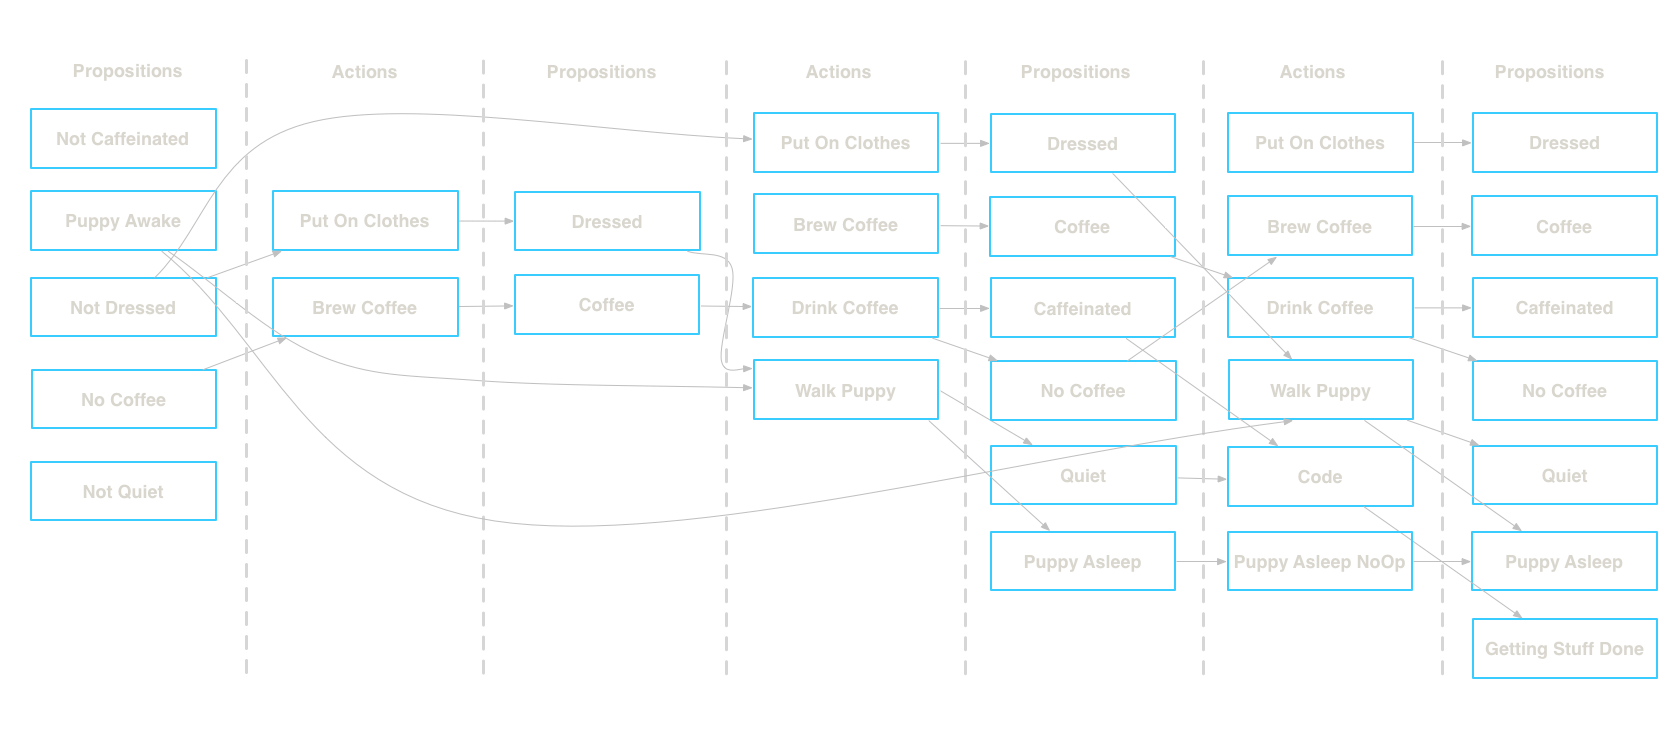 Propositions
Not Caffeinated
Puppy Awake
Not Dressed
No Coffee
Not Quiet
Actions
Put On Clothes
Brew Coffee
Propositions
Dressed
Coffee
Actions
Put On Clothes
Brew Coffee
Drink Coffee
Walk Puppy
Propositions
Dressed
Coffee
Caffeinated
No Coffee
Quiet
Puppy Asleep
Actions
Put On Clothes
Brew Coffee
Drink Coffee
Walk Puppy
Code
Puppy Asleep NoOp
Propositions
Dressed
Coffee
Caffeinated
No Coffee
Quiet
Puppy Asleep
Getting Stuff Done